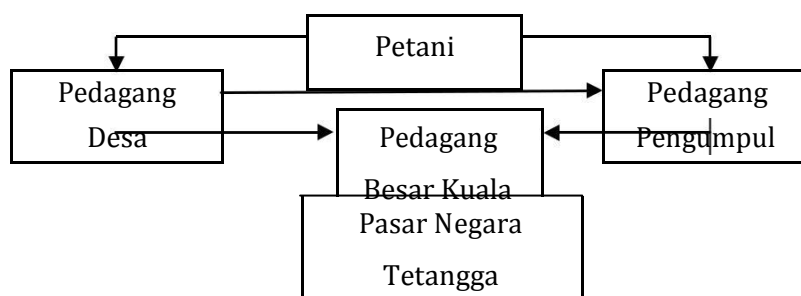 Petani
Pedagang
Desa
Pedagang
Pengumpul
Pedagang
Besar Kuala
Pasar Negara
Tetangga